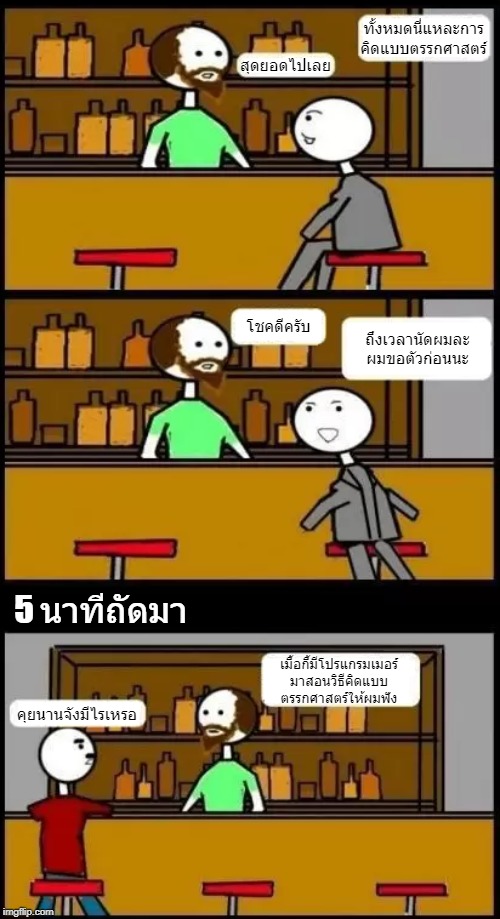 ทั้งหมดนี่แหละการ
คิดแบบตรรกศาสตร์
สุดยอดไปเลย
โชคดีครับ
ถึงเวลานัดผมละ
ผมขอตัวก่อนนะ
5 นาทีถัดมา
เมื่อกี้มีโปรแกรมเมอร์
มาสอนวิธีคิดแบบ
ตรรกศาสตร์ให้ผมฟัง
คุยนานจังมีไรเหรอ
imgflip.com